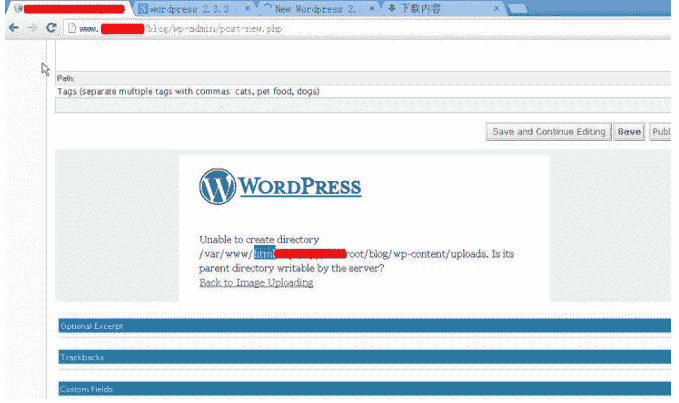 wordpress 2.3.3 :
New Wordpress 2..
下载内容
www. /blog/wp-admin/post-new.php
Path:
Tags (separate multiple tags with commas: cats, pet food, dogs)
Save and Continue Editing Save Publ
WORDPRESS
Unable to create directory
/var/www/html root/blog/wp-content/uploads. Is its
parent directory writable by the server?
Back to Image Uploading
Optional Excerpt
Trackbacks
Custom Fields